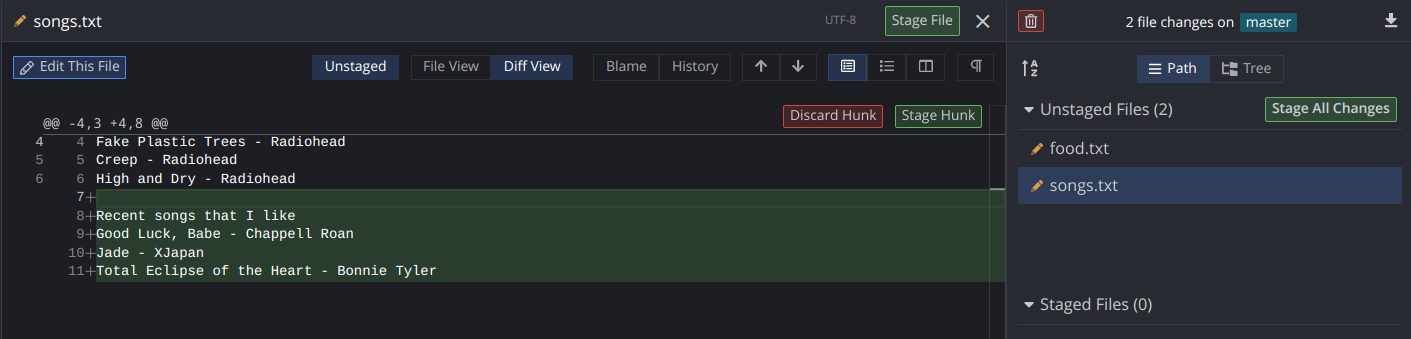 songs.txt
UTF-8
Stage File
2 file changes on master
Edit This File
Unstaged
File View
Diff View
Blame
History
¶
A
Z
Path
Tree
Discard Hunk
Stage Hunk
Unstaged Files (2)
Stage All Changes
@@ -4,3 +4,8 @@
4 4 Fake Plastic Trees - Radiohead
5 5 Creep - Radiohead
6 6 High and Dry - Radiohead
7+
8+Recent songs that I like
9+Good Luck, Babe - Chappell Roan
10+Jade - XJapan
11+Total Eclipse of the Heart - Bonnie Tyler
food.txt
songs.txt
Staged Files (0)